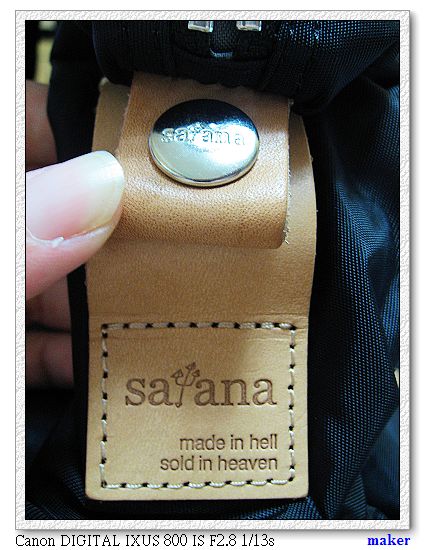 satana
satana
made in hell
sold in heaven
Canon DIGITAL IXUS 800 IS F2.8 1/13s
maker